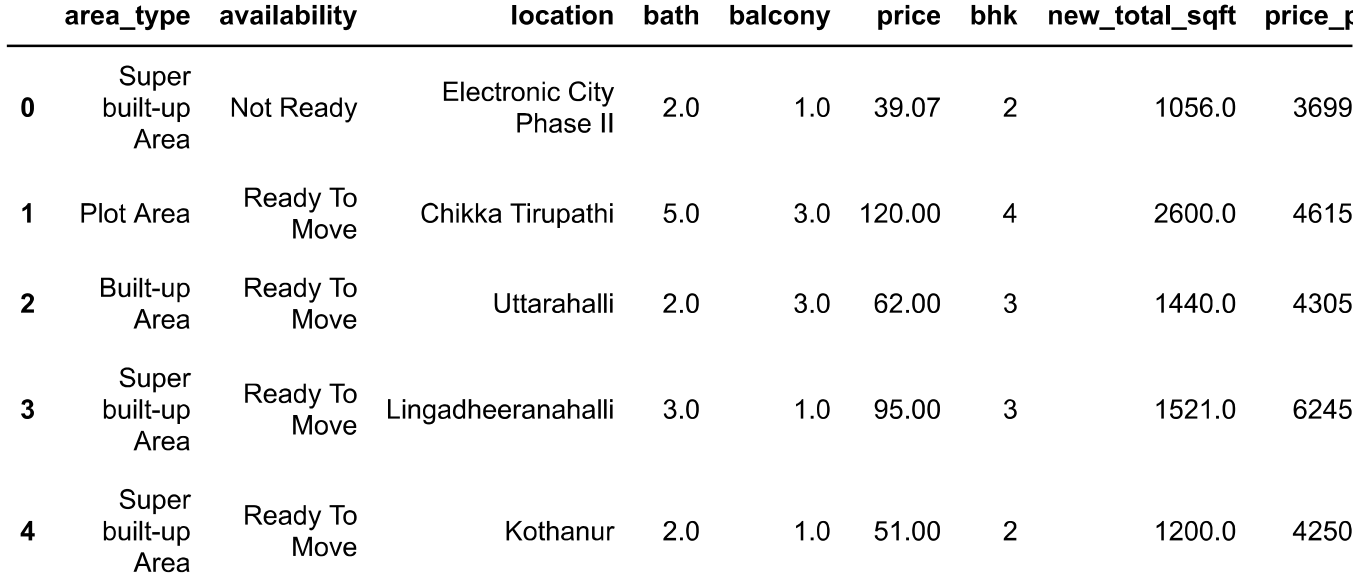 area_type availability location bath balcony price bhk new_total_sqft price_p
0 Super built-up Area Not Ready Electronic City Phase II 2.0 1.0 39.07 2 1056.0 3699
1 Plot Area Ready To Move Chikka Tirupathi 5.0 3.0 120.00 4 2600.0 4615
2 Built-up Area Ready To Move Uttarahalli 2.0 3.0 62.00 3 1440.0 4305
3 Super built-up Area Ready To Move Lingadheeranahalli 3.0 1.0 95.00 3 1521.0 6245
4 Super built-up Area Ready To Move Kothanur 2.0 1.0 51.00 2 1200.0 4250